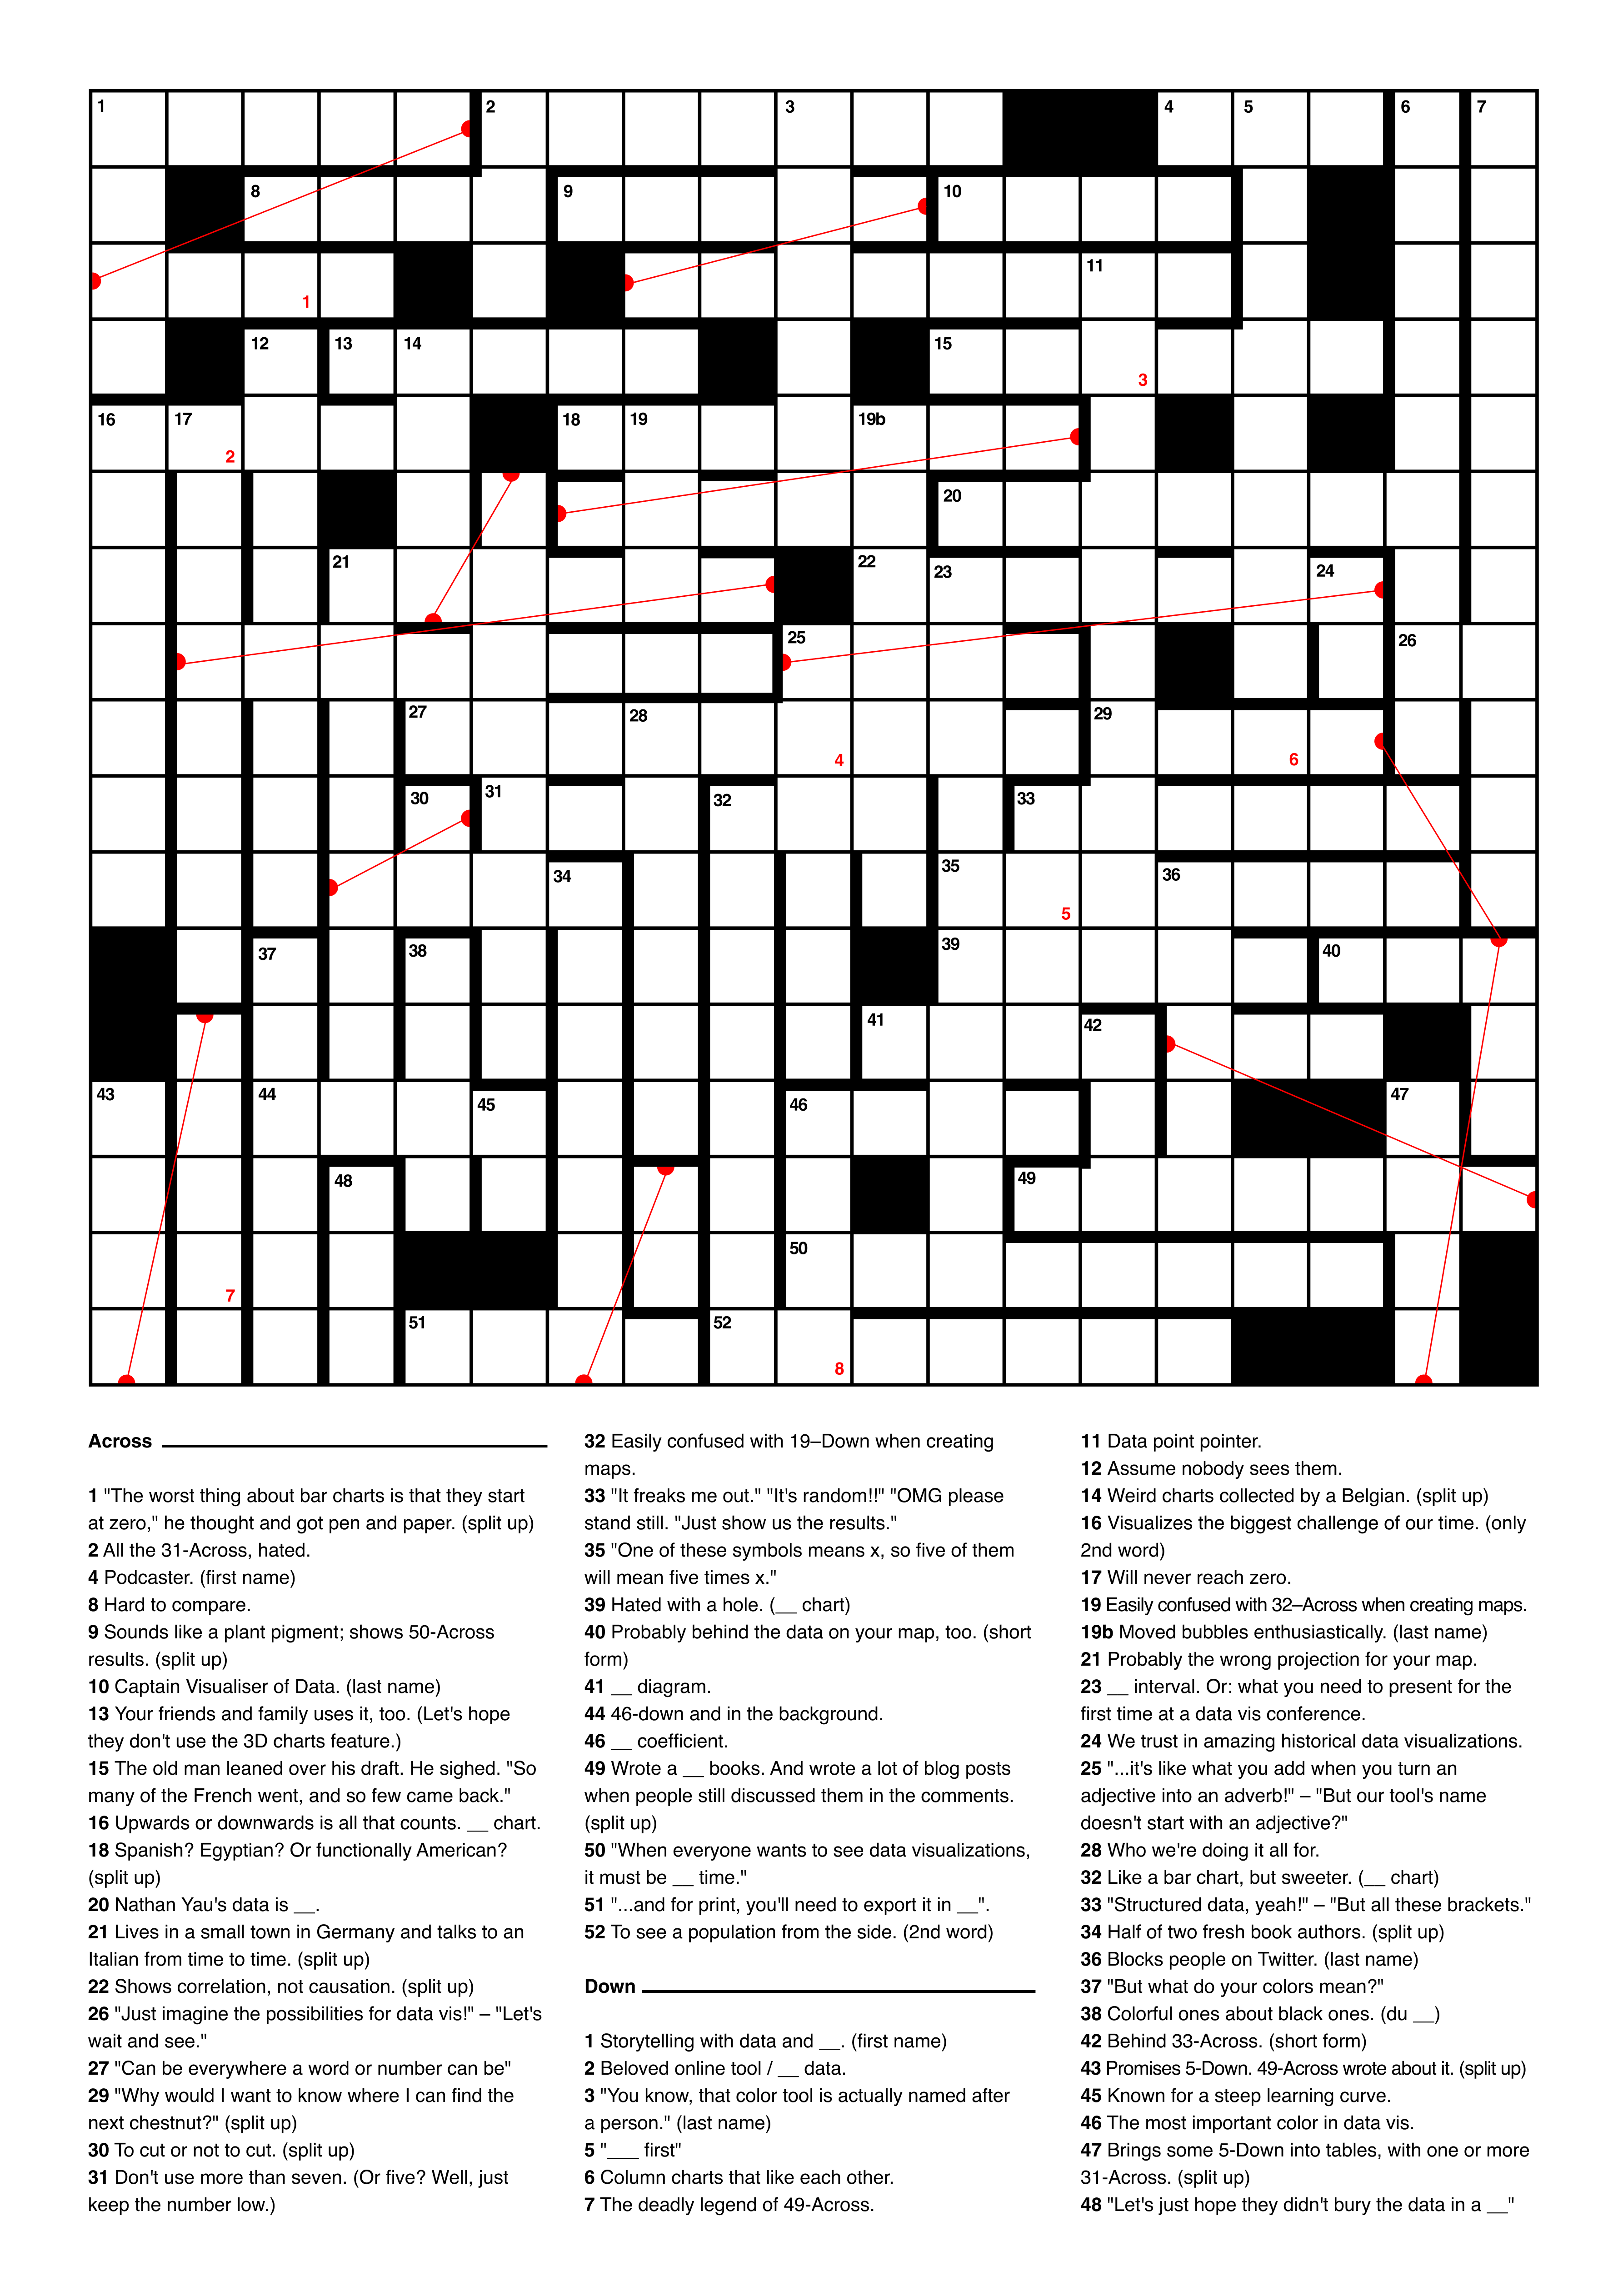 1 2 3 4 5 6 7
8 9 10
11
1
12 13 14 15
3
16 17 18 19 19b
2
20
21 22 23 24
25 26
27 28 29
4 6
30 31 32 33
34 35 36
5
37 38 39 40
41 42
43 44 45 46 47
48 49
50
7
51 52
8
Across
1 "The worst thing about bar charts is that they start
at zero," he thought and got pen and paper. (split up)
2 All the 31-Across, hated.
4 Podcaster. (first name)
8 Hard to compare.
9 Sounds like a plant pigment; shows 50-Across
results. (split up)
10 Captain Visualiser of Data. (last name)
13 Your friends and family uses it, too. (Let's hope
they don't use the 3D charts feature.)
15 The old man leaned over his draft. He sighed. "So
many of the French went, and so few came back."
16 Upwards or downwards is all that counts. __ chart.
18 Spanish? Egyptian? Or functionally American?
(split up)
20 Nathan Yau's data is __.
21 Lives in a small town in Germany and talks to an
Italian from time to time. (split up)
22 Shows correlation, not causation. (split up)
26 "Just imagine the possibilities for data vis!" – "Let's
wait and see."
27 "Can be everywhere a word or number can be"
29 "Why would I want to know where I can find the
next chestnut?" (split up)
30 To cut or not to cut. (split up)
31 Don't use more than seven. (Or five? Well, just
keep the number low.)
32 Easily confused with 19–Down when creating
maps.
33 "It freaks me out." "It's random!!" "OMG please
stand still. "Just show us the results."
35 "One of these symbols means x, so five of them
will mean five times x."
39 Hated with a hole. (__ chart)
40 Probably behind the data on your map, too. (short
form)
41 __ diagram.
44 46-down and in the background.
46 __ coefficient.
49 Wrote a __ books. And wrote a lot of blog posts
when people still discussed them in the comments.
(split up)
50 "When everyone wants to see data visualizations,
it must be __ time."
51 "...and for print, you'll need to export it in __".
52 To see a population from the side. (2nd word)
Down
1 Storytelling with data and __. (first name)
2 Beloved online tool / __ data.
3 "You know, that color tool is actually named after
a person." (last name)
5 "___ first"
6 Column charts that like each other.
7 The deadly legend of 49-Across.
11 Data point pointer.
12 Assume nobody sees them.
14 Weird charts collected by a Belgian. (split up)
16 Visualizes the biggest challenge of our time. (only
2nd word)
17 Will never reach zero.
19 Easily confused with 32–Across when creating maps.
19b Moved bubbles enthusiastically. (last name)
21 Probably the wrong projection for your map.
23 __ interval. Or: what you need to present for the
first time at a data vis conference.
24 We trust in amazing historical data visualizations.
25 "...it's like what you add when you turn an
adjective into an adverb!" – "But our tool's name
doesn't start with an adjective?"
28 Who we're doing it all for.
32 Like a bar chart, but sweeter. (__ chart)
33 "Structured data, yeah!" – "But all these brackets."
34 Half of two fresh book authors. (split up)
36 Blocks people on Twitter. (last name)
37 "But what do your colors mean?"
38 Colorful ones about black ones. (du __)
42 Behind 33-Across. (short form)
43 Promises 5-Down. 49-Across wrote about it. (split up)
45 Known for a steep learning curve.
46 The most important color in data vis.
47 Brings some 5-Down into tables, with one or more
31-Across. (split up)
48 "Let's just hope they didn't bury the data in a __"